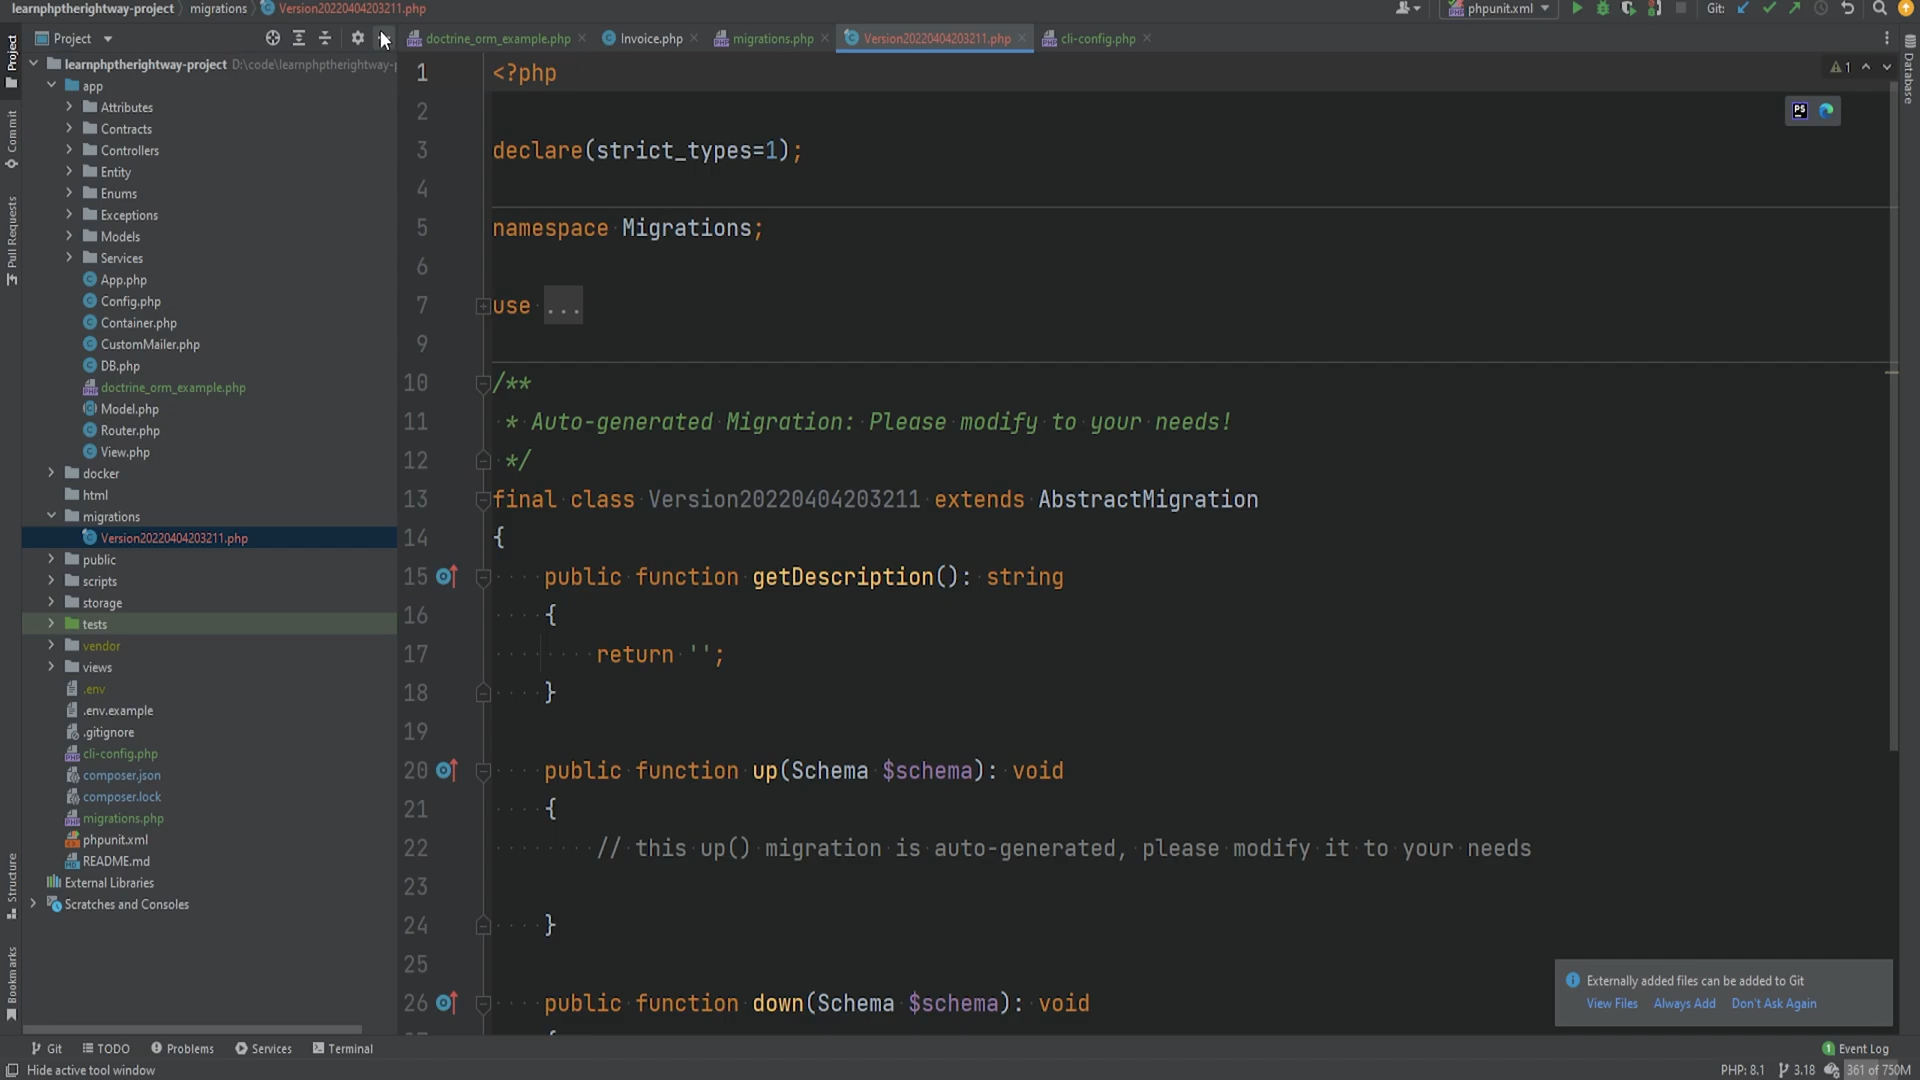 learnphptherightway-project
migrations
Version20220404203211.php
phpunit.xml
Git:
Project
doctrine_orm_example.php
Invoice.php
migrations.php
Version20220404203211.php
cli-config.php
Project
Commit
Pull Requests
Structure
Bookmarks
Database
learnphptherightway-project D:\code\learnphptherightway-p
app
Attributes
Contracts
Controllers
Entity
Enums
Exceptions
Models
Services
App.php
Config.php
Container.php
CustomMailer.php
DB.php
doctrine_orm_example.php
Model.php
Router.php
View.php
docker
html
migrations
Version20220404203211.php
public
scripts
storage
tests
vendor
views
.env
.env.example
.gitignore
cli-config.php
composer.json
composer.lock
migrations.php
phpunit.xml
README.md
External Libraries
Scratches and Consoles
1
1 <?php
2
3 declare(strict_types=1);
4
5 namespace Migrations;
6
7 use ...
9
10 /**
11 * Auto-generated Migration: Please modify to your needs!
12 */
13 final class Version20220404203211 extends AbstractMigration
14 {
15 public function getDescription(): string
16 {
17 return '';
18 }
19
20 public function up(Schema $schema): void
21 {
22 // this up() migration is auto-generated, please modify it to your needs
23
24 }
25
26 public function down(Schema $schema): void
PS
Externally added files can be added to Git
View Files Always Add Don't Ask Again
Git
TODO
Problems
Services
Terminal
1 Event Log
Hide active tool window
PHP: 8.1
3.18
361 of 750M